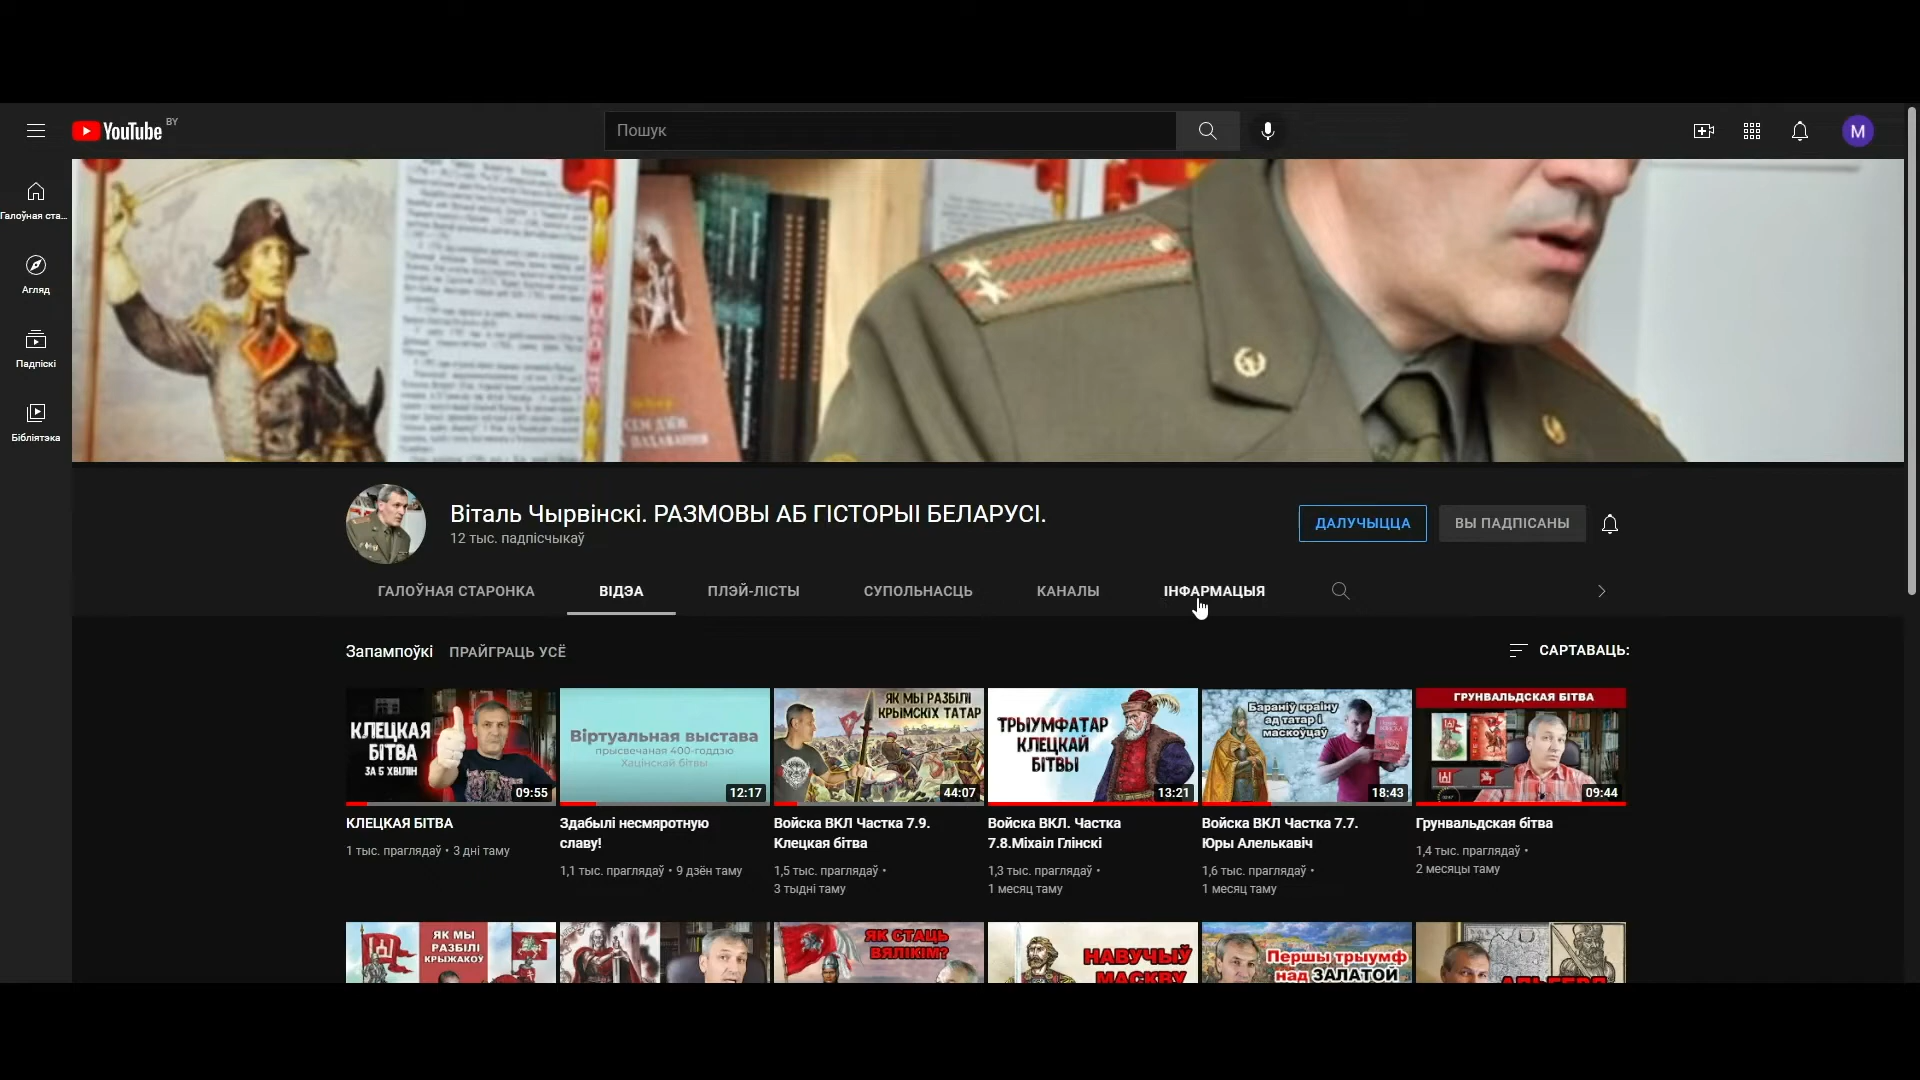 YouTube BY
Пошук
М
Галоўная ста...
Агляд
Падпіскі
Бібліятэка
Віталь Чырвінскі. РАЗМОВЫ АБ ГІСТОРЫІ БЕЛАРУСІ.
12 тыс. падпісчыкаў
ДАЛУЧЫЦЦА
ВЫ ПАДПІСАНЫ
ГАЛОЎНАЯ СТАРОНКА
ВІДЭА
ПЛЭЙ-ЛІСТЫ
СУПОЛЬНАСЦЬ
КАНАЛЫ
ІНФАРМАЦЫЯ
Запампоўкі
ПРАЙГРАЦЬ УСЁ
САРТАВАЦЬ:
КЛЕЦКАЯ
БІТВА
ЗА 5 ХВІЛІН
09:55
КЛЕЦКАЯ БІТВА
1 тыс. праглядаў • 3 дні таму
Віртуальная выстава
прысвечаная 400-годдзю
Хацінскай бітвы
12:17
Здабылі несмяротную
славу!
1,1 тыс. праглядаў • 9 дзён таму
ЯК МЫ РАЗБІЛІ
КРЫМСКІХ ТАТАР
44:07
Войска ВКЛ Частка 7.9.
Клецкая бітва
1,5 тыс. праглядаў •
3 тыдні таму
ТРЫУМФАТАР
КЛЕЦКАЙ
БІТВЫ
13:21
Войска ВКЛ. Частка
7.8.Міхаіл Глінскі
1,3 тыс. праглядаў •
1 месяц таму
Бараніў краіну
ад татар і
маскоўцаў
18:43
Войска ВКЛ Частка 7.7.
Юры Алелькавіч
1,6 тыс. праглядаў •
1 месяц таму
ГРУНВАЛЬДСКАЯ БІТВА
09:44
Грунвальдская бітва
1,4 тыс. праглядаў •
2 месяцы таму
ЯК МЫ
РАЗБІЛІ
КРЫЖАКОЎ
ЯК СТАЦЬ
ВЯЛІКІМ?
НАВУЧЫЎ
МАСКВУ
Першы трыумф
над ЗАЛАТОЙ